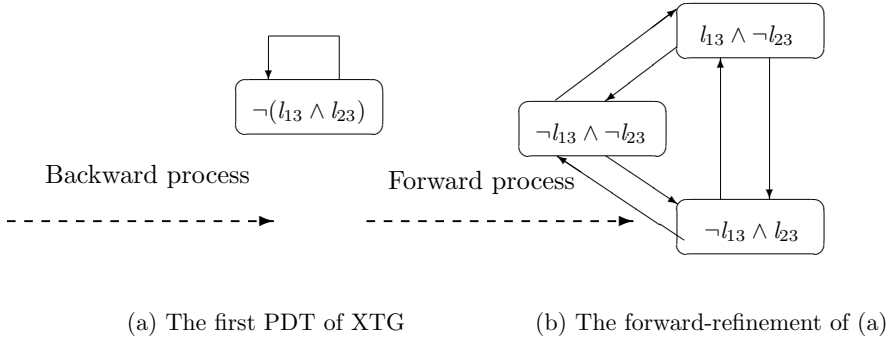 l₁₃ ∧ ¬l₂₃
¬(l₁₃ ∧ l₂₃)
¬l₁₃ ∧ ¬l₂₃
Backward process
Forward process
¬l₁₃ ∧ l₂₃
(a) The first PDT of XTG
(b) The forward-refinement of (a)